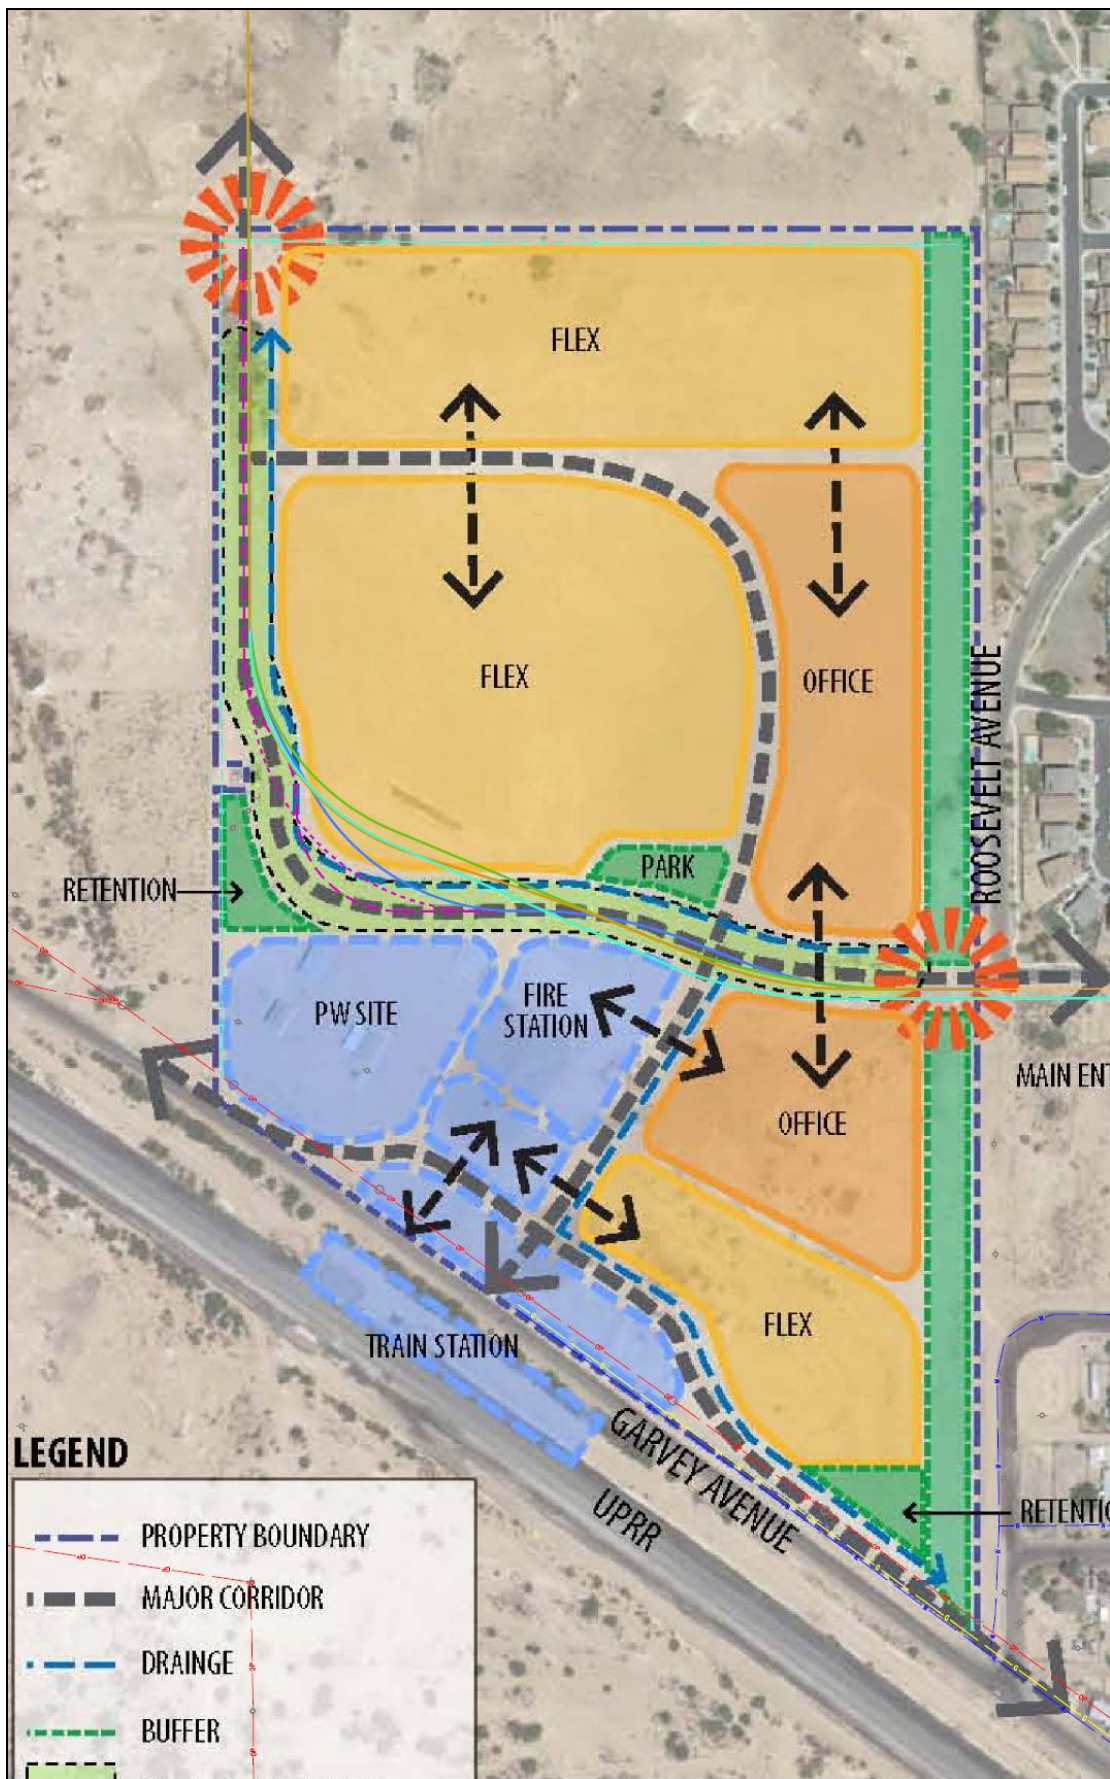 FLEX
FLEX
OFFICE
ROOSEVELT AVENUE
PARK
RETENTION
PW SITE
FIRE
STATION
MAIN ENT
OFFICE
FLEX
TRAIN STATION
GARVEY AVENUE
UPRR
RETENTIO
LEGEND
PROPERTY BOUNDARY
MAJOR CORRIDOR
DRAINGE
BUFFER